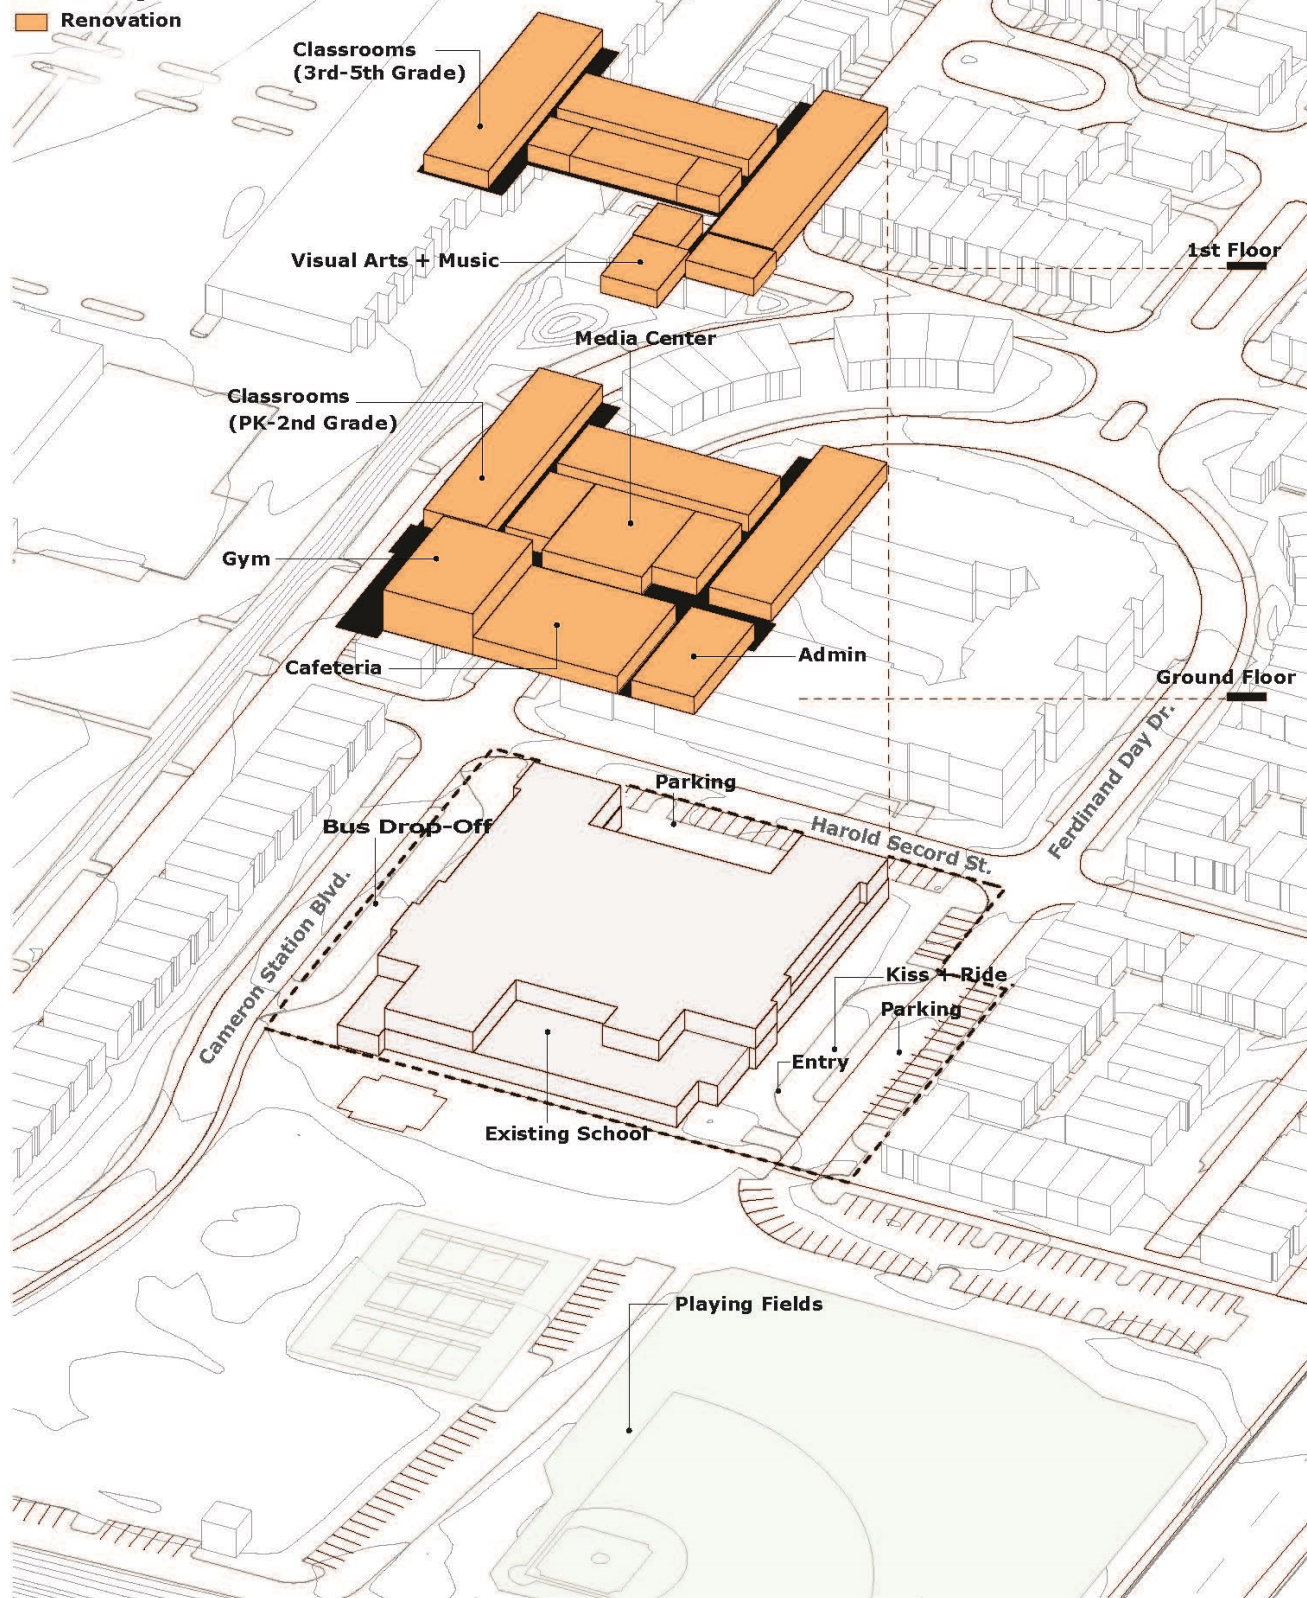 Renovation
Classrooms
(3rd-5th Grade)
Visual Arts + Music
1st Floor
Media Center
Classrooms
(PK-2nd Grade)
Gym
Cafeteria
Admin
Ground Floor
Ferdinand Day Dr.
Parking
Bus Drop-Off
Harold Secord St.
Cameron Station Blvd.
Kiss + Ride
Parking
Entry
Existing School
Playing Fields